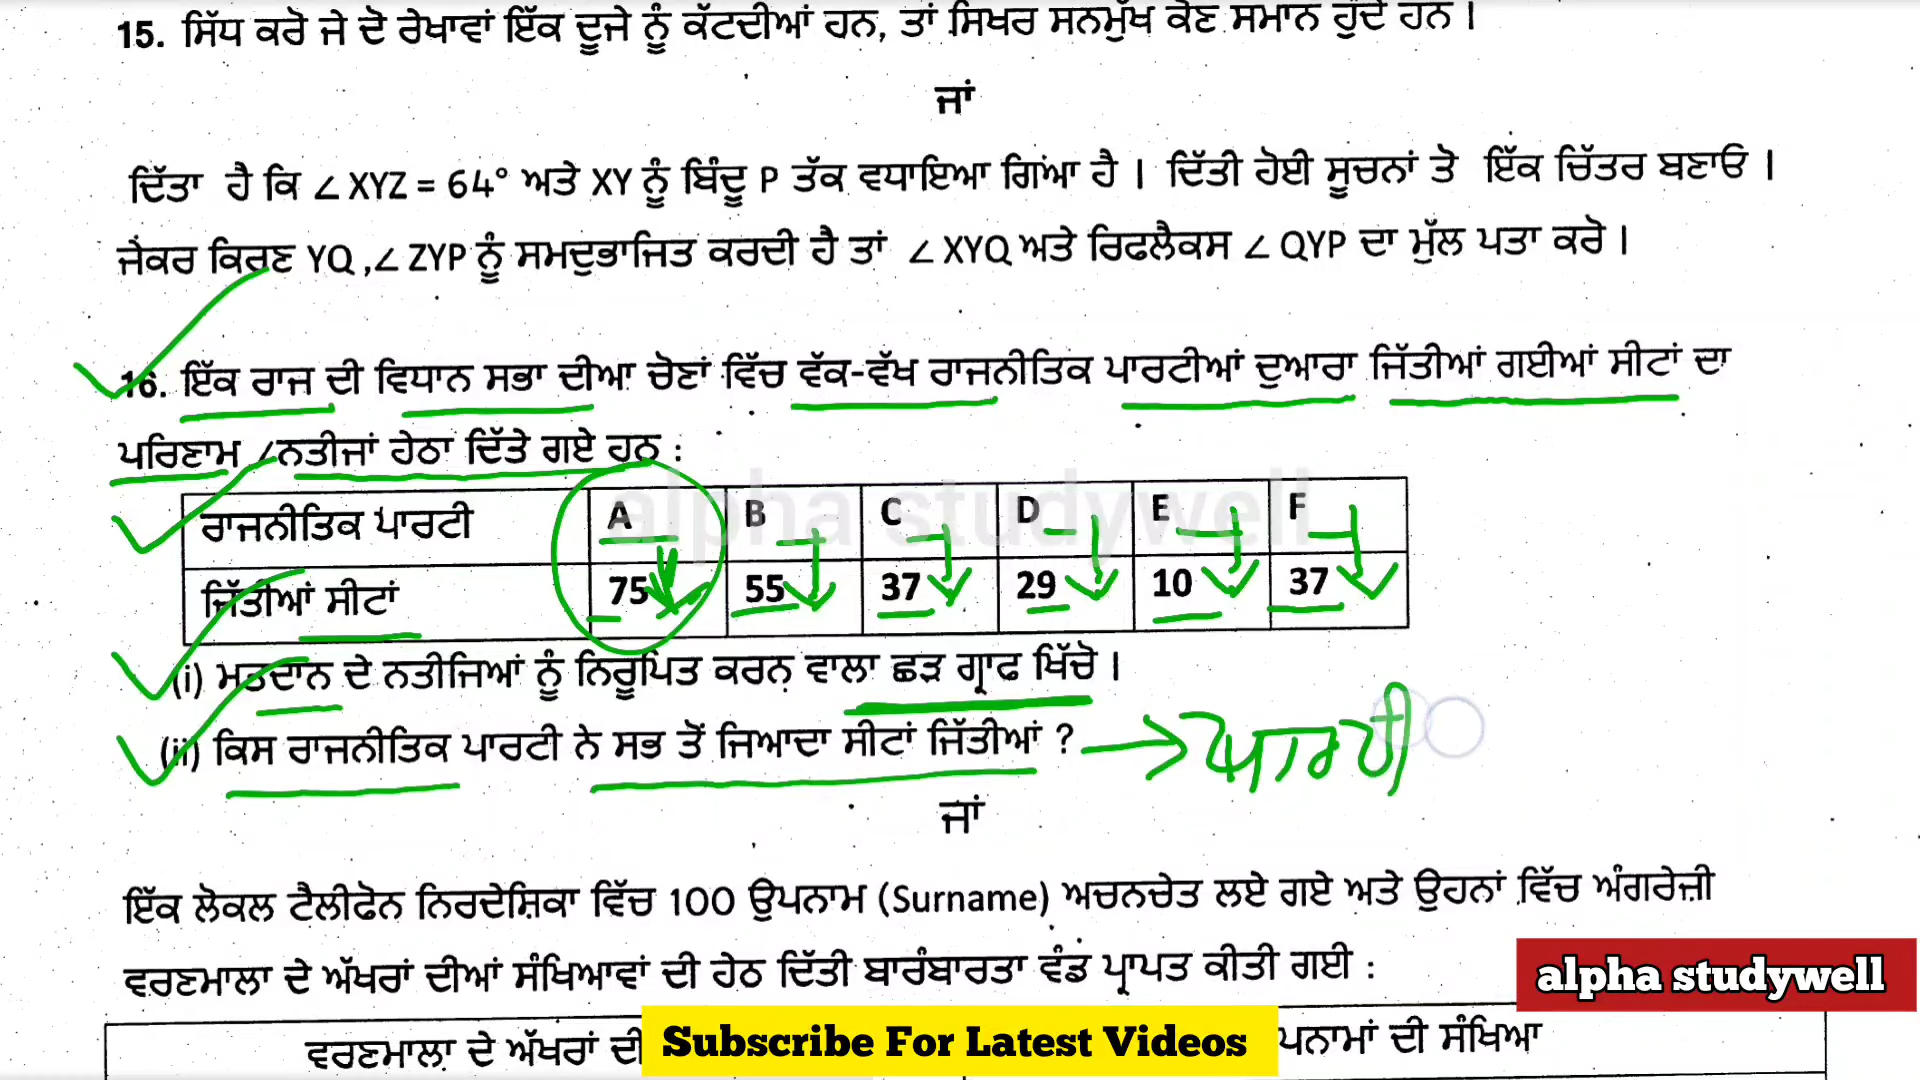 15. ਸਿੱਧ ਕਰੋ ਜੇ ਦੋ ਰੇਖਾਵਾਂ ਇੱਕ ਦੂਜੇ ਨੂੰ ਕੱਟਦੀਆਂ ਹਨ, ਤਾਂ ਸਿਖਰ ਸਨਮੁੱਖ ਕੋਣ ਸਮਾਨ ਹੁੰਦੇ ਹਨ ।
ਜਾਂ
ਦਿੱਤਾ ਹੈ ਕਿ ∠XYZ = 64° ਅਤੇ XY ਨੂੰ ਬਿੰਦੂ P ਤੱਕ ਵਧਾਇਆ ਗਿਆ ਹੈ । ਦਿੱਤੀ ਹੋਈ ਸੂਚਨਾਂ ਤੋਂ ਇੱਕ ਚਿੱਤਰ ਬਣਾਓ ।
ਜੇਕਰ ਕਿਰਣ YQ ,∠ ZYP ਨੂੰ ਸਮਦੁਭਾਜਿਤ ਕਰਦੀ ਹੈ ਤਾਂ ∠ XYQ ਅਤੇ ਰਿਫਲੈਕਸ ∠ QYP ਦਾ ਮੁੱਲ ਪਤਾ ਕਰੋ ।
16. ਇੱਕ ਰਾਜ ਦੀ ਵਿਧਾਨ ਸਭਾ ਦੀਆ ਚੋਣਾਂ ਵਿੱਚ ਵੱਕ-ਵੱਖ ਰਾਜਨੀਤਿਕ ਪਾਰਟੀਆਂ ਦੁਆਰਾ ਜਿੱਤੀਆਂ ਗਈਆਂ ਸੀਟਾਂ ਦਾ
ਪਰਿਣਾਮ /ਨਤੀਜਾਂ ਹੇਠਾ ਦਿੱਤੇ ਗਏ ਹਨ :
alpha studywell
ਰਾਜਨੀਤਿਕ ਪਾਰਟੀ A B C D E F
ਜਿੱਤੀਆਂ ਸੀਟਾਂ 75 55 37 29 10 37
(i) ਮਤਦਾਨ ਦੇ ਨਤੀਜਿਆਂ ਨੂੰ ਨਿਰੂਪਿਤ ਕਰਨ ਵਾਲਾ ਛੜ ਗ੍ਰਾਫ ਖਿੱਚੋ ।
(ii) ਕਿਸ ਰਾਜਨੀਤਿਕ ਪਾਰਟੀ ਨੇ ਸਭ ਤੋਂ ਜਿਆਦਾ ਸੀਟਾਂ ਜਿੱਤੀਆਂ ?
ਜਾਂ
ਇੱਕ ਲੋਕਲ ਟੈਲੀਫੋਨ ਨਿਰਦੇਸ਼ਿਕਾ ਵਿੱਚ 100 ਉਪਨਾਮ (Surname) ਅਚਨਚੇਤ ਲਏ ਗਏ ਅਤੇ ਉਹਨਾਂ ਵਿੱਚ ਅੰਗਰੇਜ਼ੀ
ਵਰਣਮਾਲਾ ਦੇ ਅੱਖਰਾਂ ਦੀਆਂ ਸੰਖਿਆਵਾਂ ਦੀ ਹੇਠ ਦਿੱਤੀ ਬਾਰੰਬਾਰਤਾ ਵੰਡ ਪ੍ਰਾਪਤ ਕੀਤੀ ਗਈ :
alpha studywell
ਵਰਣਮਾਲਾ ਦੇ ਅੱਖਰਾਂ ਦੀ ਪਨਾਮਾਂ ਦੀ ਸੰਖਿਆ
Subscribe For Latest Videos